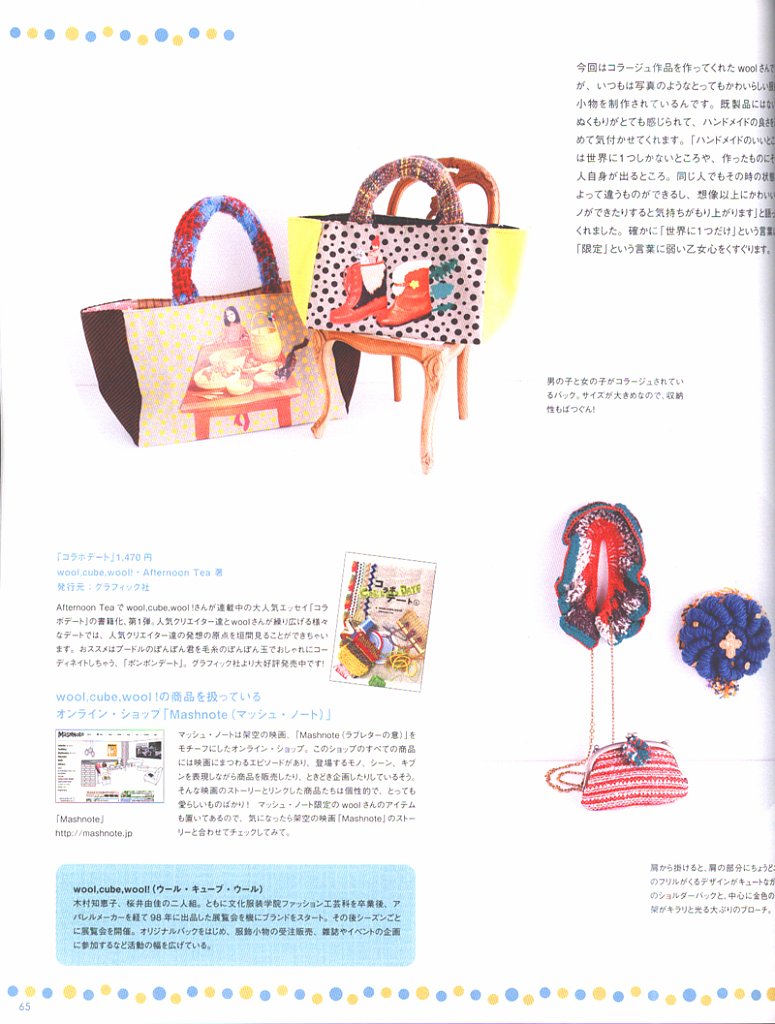 今回はコラージュ作品を作ってくれた woolさんで
が、いつもは写真のようなとってもかわいらしい
小物を制作されているんです。既製品にはない
ぬくもりがとても感じられて、ハンドメイドの良さを
めて気付かせてくれます。「ハンドメイドのいいとこ
は世界に1つしかないところや、作ったものにそ
人自身が出るところ。同じ人でもその時の状態
よって違うものができるし、想像以上にかわいい
ノができたりすると気持ちがもり上がります」と語っ
くれました。確かに「世界に1つだけ」という言葉
「限定」という言葉に弱い乙女心をくすぐります。
男の子と女の子がコラージュされてい
るバック。サイズが大きめなので、収納
性もばつぐん!
『コラボデート』1,470円
wool,cube,wool!・Afternoon Tea 著
発行元：グラフィック社
Afternoon Tea で wool,cube,wool !さんが連載中の大人気エッセイ「コラ
ボデート」の書籍化、第1弾。人気クリエイター達とwoolさんが繰り広げる様々
なデートでは、人気クリエイター達の発想の原点を垣間見ることができちゃい
ます。おススメはプードルのぽんぽん君を毛糸のぽんぽん玉でおしゃれにコー
ディネイトしちゃう、「ポンポンデート」。グラフィック社より大好評発売中です!
コラボ
デート
wool,cube,wool !の商品を扱っている
オンライン・ショップ「Mashnote（マッシュ・ノート）」
MASHNOTE
マッシュ・ノートは架空の映画、「Mashnote（ラブレターの意）」を
モチーフにしたオンライン・ショップ。このショップのすべての商品
には映画にまつわるエピソードがあり、登場するモノ、シーン、キブ
ンを表現しながら商品を販売したり、ときどき企画したりしているそう。
そんな映画のストーリーとリンクした商品たちは個性的で、とっても
愛らしいものばかり! マッシュ・ノート限定の woolさんのアイテム
も置いてあるので、気になったら架空の映画「Mashnote」のストー
リーと合わせてチェックしてみて。
「Mashnote」
http://mashnote.jp
肩から掛けると、肩の部分にちょうど
のフリルがくるデザインがキュートな
のショルダーバックと、中心に金色の
架がキラリと光る大ぶりのブローチ。
wool,cube,wool!（ウール・キューブ・ウール）
木村知恵子、桜井由佳の二人組。ともに文化服装学院ファッション工芸科を卒業後、ア
パレルメーカーを経て 98 年に出品した展覧会を機にブランドをスタート。その後シーズンごと
に展覧会を開催。オリジナルバックをはじめ、服飾小物の受注販売、雑誌やイベントの企画
に参加するなど活動の幅を広げている。
65